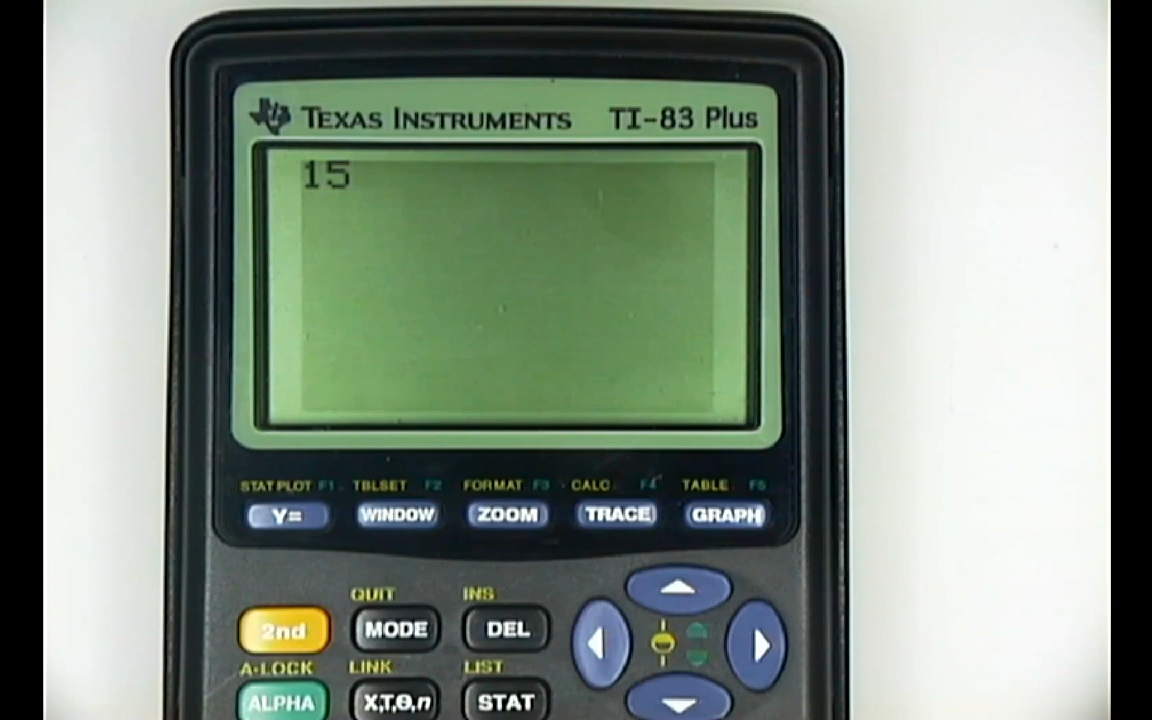 TEXAS INSTRUMENTS TI-83 Plus
15
STAT PLOT F1 TBLSET F2 FORMAT F3 CALC F4 TABLE F5
Y= WINDOW ZOOM TRACE GRAPH
QUIT INS
2nd MODE DEL
A-LOCK LINK LIST
ALPHA X,T,Θ,n STAT